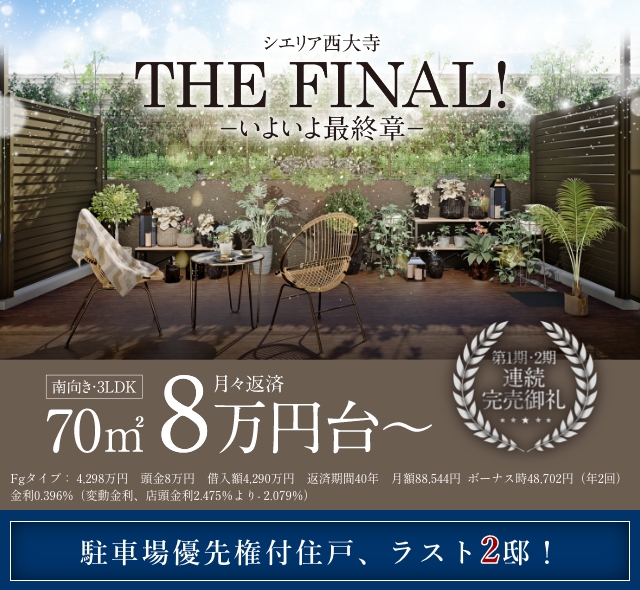 シエリア西大寺
THE FINAL!
−いよいよ最終章−
第1期・2期
連続
完売御礼
南向き・3LDK
70㎡
月々返済
8万円台〜
Fgタイプ： 4,298万円　頭金8万円　借入額4,290万円　返済期間40年　月額88,544円 ボーナス時48,702円（年2回）
金利0.396%（変動金利、店頭金利2.475%より- 2.079%）
駐車場優先権付住戸、ラスト2邸！